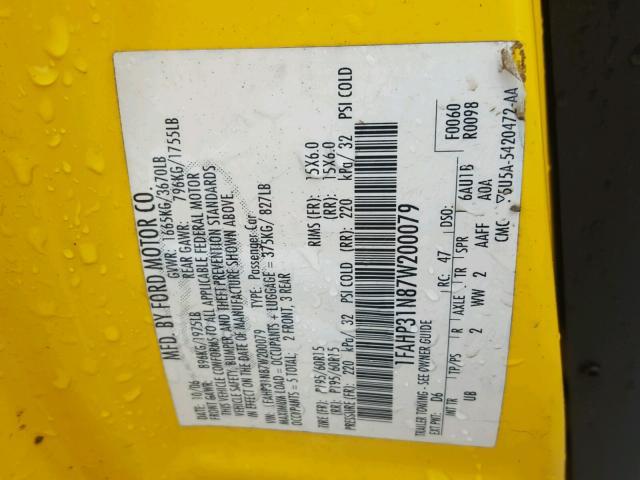 MFD. BY FORD MOTOR CO.
10/06 GVWR: 1665KG/3670LB
FRONT GAWR: 894KG/1975LB REAR GAWR: 796KG/1755LB
THIS VEHICLE CONFORMS TO ALL APPLICABLE FEDERAL MOTOR
VEHICLE SAFETY, BUMPER, AND THEFT PREVENTION STANDARDS
IN EFFECT ON THE DATE OF MANUFACTURE SHOWN ABOVE.
VIN: 1FAHP31N87W200079 TYPE: Passenger Car
MAXIMUM LOAD = OCCUPANTS + LUGGAGE = 375KG/ 827LB
OCCUPANTS = 5 TOTAL: 2 FRONT, 3 REAR
TIRE (FR): P195/60R15 RIMS (FR): 15X6.0
(RR): P195/60R15 (RR): 15X6.0
PRESSURE (FR): 220 kPa/ 32 PSI COLD (RR): 220 kPa/ 32 PSI COLD
1FAHP31N87W200079
TRAILER TOWING - SEE OWNER GUIDE F0060
EXT PNT: D6 RC: 47 DSO: R0098
INT TR TP/PS R AXLE TR SPR 6AU1B
UB 2 WW 2 AAFF A0A
CMC ▽6U5A-5420472-AA